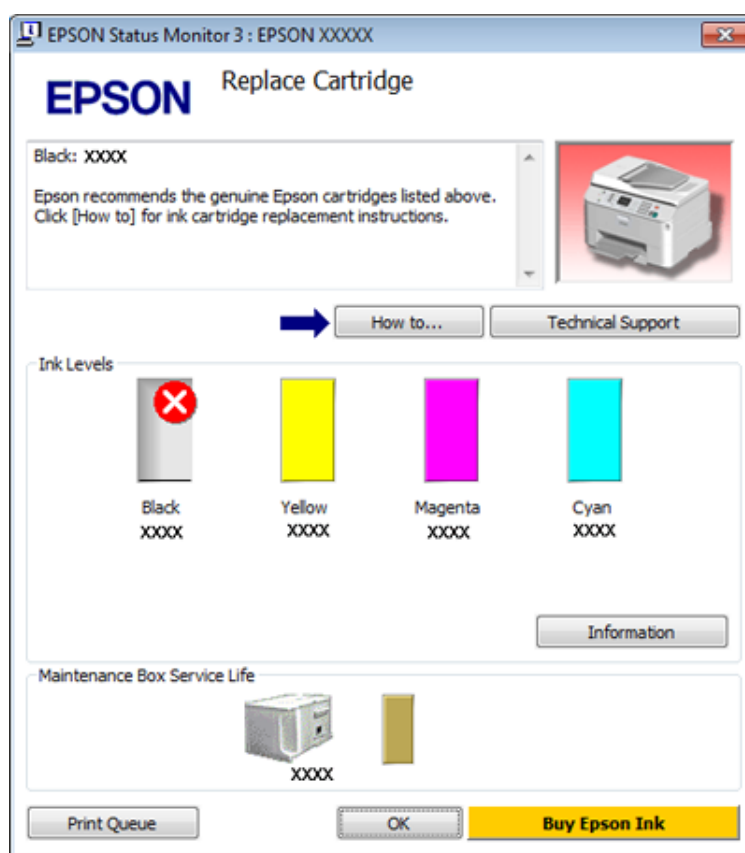 EPSON Status Monitor 3 : EPSON XXXXX
EPSON
Replace Cartridge
Black: XXXX
Epson recommends the genuine Epson cartridges listed above.
Click [How to] for ink cartridge replacement instructions.
How to...
Technical Support
Ink Levels
Black
Yellow
Magenta
Cyan
XXXX
XXXX
XXXX
XXXX
Information
Maintenance Box Service Life
XXXX
Print Queue
OK
Buy Epson Ink